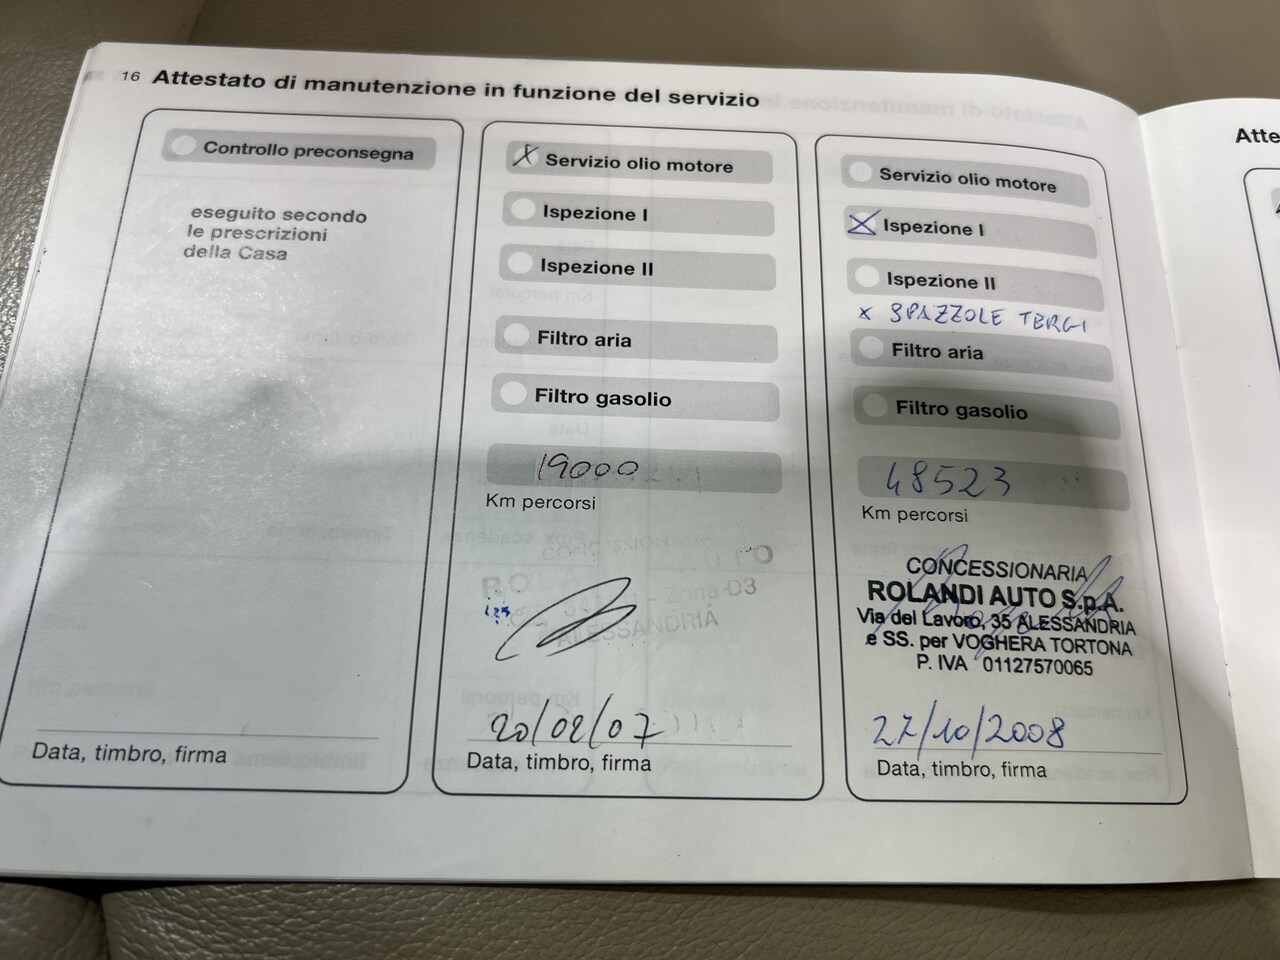 16 Attestato di manutenzione in funzione del servizio
Controllo preconsegna
eseguito secondo
le prescrizioni
della Casa
Data, timbro, firma
X Servizio olio motore
Ispezione I
Ispezione II
Filtro aria
Filtro gasolio
19000
Km percorsi
ALESSANDRIA
20/02/07
Data, timbro, firma
Servizio olio motore
X Ispezione I
Ispezione II
x SPAZZOLE TERGI
Filtro aria
Filtro gasolio
48523
Km percorsi
CONCESSIONARIA
ROLANDI AUTO S.p.A.
Via del Lavoro, 35 ALESSANDRIA
e SS. per VOGHERA TORTONA
P. IVA 01127570065
27/10/2008
Data, timbro, firma
Atte